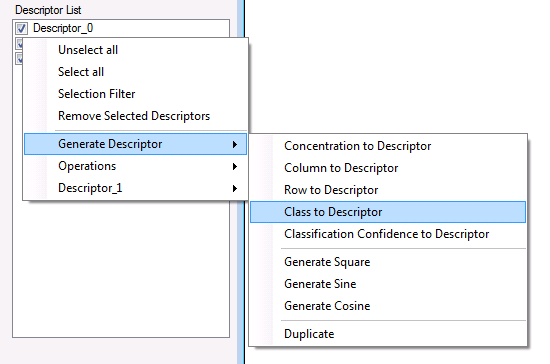 Descriptor List
Descriptor_0
Unselect all
Select all
Selection Filter
Remove Selected Descriptors
Generate Descriptor
Operations
Descriptor_1
Concentration to Descriptor
Column to Descriptor
Row to Descriptor
Class to Descriptor
Classification Confidence to Descriptor
Generate Square
Generate Sine
Generate Cosine
Duplicate